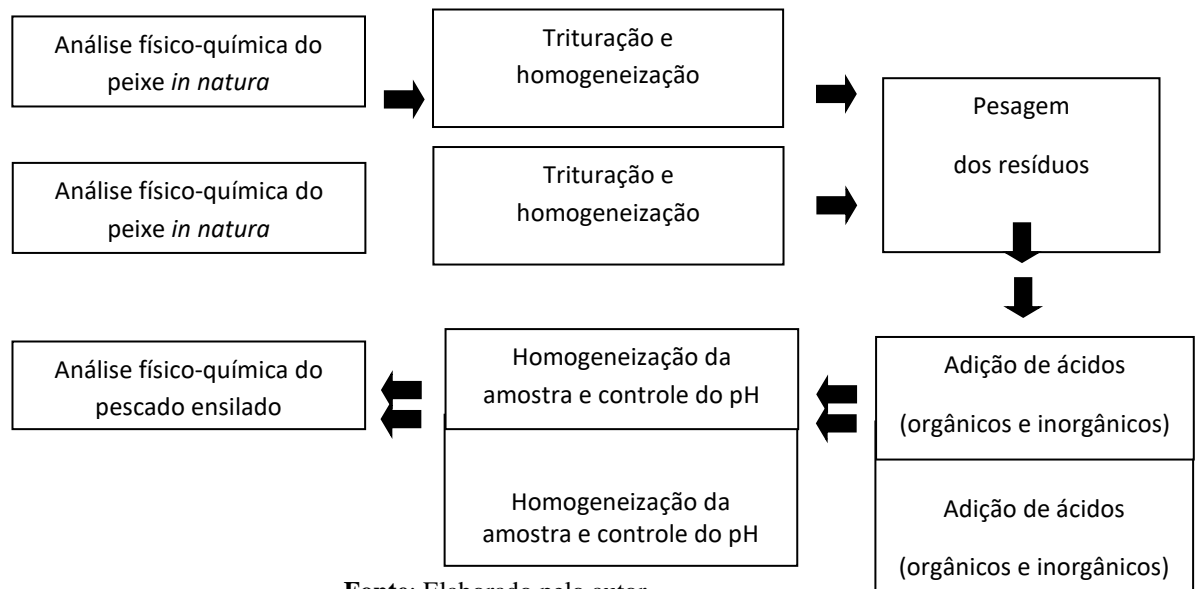 Análise físico-química do
peixe in natura
Trituração e
homogeneização
Pesagem
dos resíduos
Análise físico-química do
peixe in natura
Trituração e
homogeneização
Análise físico-química do
pescado ensilado
Homogeneização da
amostra e controle do pH
Adição de ácidos
(orgânicos e inorgânicos)
Homogeneização da
amostra e controle do pH
Adição de ácidos
(orgânicos e inorgânicos)
Fonte: Elaborado pelo autor